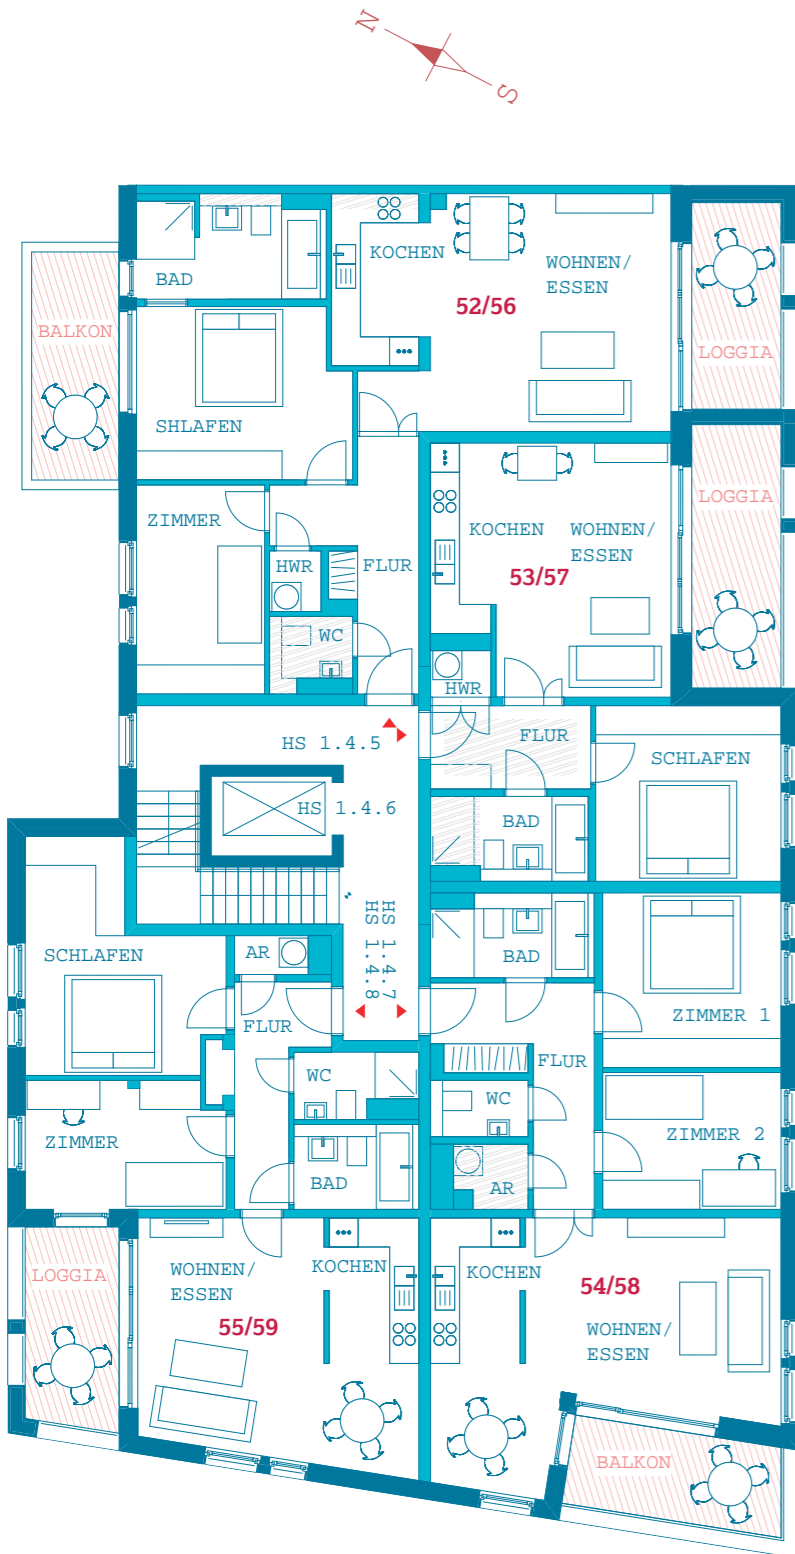 N
S
BAD
KOCHEN
WOHNEN/
ESSEN
52/56
BALKON
LOGGIA
SHLAFEN
ZIMMER
HWR
FLUR
WC
KOCHEN
WOHNEN/
ESSEN
53/57
LOGGIA
HWR
FLUR
SCHLAFEN
BAD
HS 1.4.5
HS 1.4.6
HS 1.4.7
HS 1.4.8
SCHLAFEN
AR
FLUR
WC
ZIMMER
BAD
BAD
ZIMMER 1
FLUR
WC
ZIMMER 2
AR
LOGGIA
WOHNEN/
ESSEN
KOCHEN
55/59
KOCHEN
54/58
WOHNEN/
ESSEN
BALKON